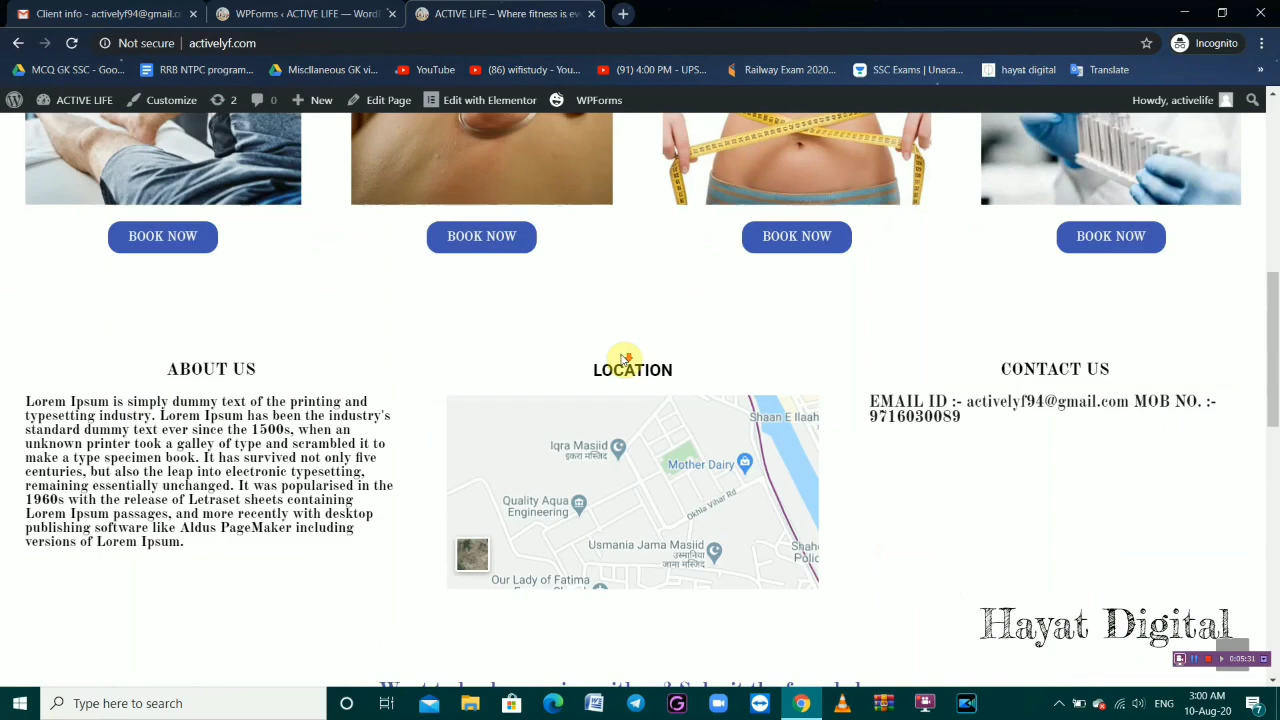 Client info - activelyf94@gmail.c
WPForms ‹ ACTIVE LIFE — Word
ACTIVE LIFE – Where fitness is ev
Not secure
activelyf.com
Incognito
MCQ GK SSC - Goo...
RRB NTPC program...
Miscllaneous GK vi...
YouTube
(86) wifistudy - You...
(91) 4:00 PM - UPS...
Railway Exam 2020...
SSC Exams | Unaca...
hayat digital
Translate
»
ACTIVE LIFE
Customize
2
0
New
Edit Page
Edit with Elementor
WPForms
Howdy, activelife
BOOK NOW
BOOK NOW
BOOK NOW
BOOK NOW
ABOUT US
Lorem Ipsum is simply dummy text of the printing and
typesetting industry. Lorem Ipsum has been the industry's
standard dummy text ever since the 1500s, when an
unknown printer took a galley of type and scrambled it to
make a type specimen book. It has survived not only five
centuries, but also the leap into electronic typesetting,
remaining essentially unchanged. It was popularised in the
1960s with the release of Letraset sheets containing
Lorem Ipsum passages, and more recently with desktop
publishing software like Aldus PageMaker including
versions of Lorem Ipsum.
LOCATION
Shaan E Ilaah
Iqra Masjid
इकरा मस्जिद
Mother Dairy
Quality Aqua
Engineering
Okhla Vihar Rd
Usmania Jama Masjid
उस्मानिया
जामा मस्जिद
Shahe
Polic
Our Lady of Fatima
CONTACT US
EMAIL ID :- activelyf94@gmail.com MOB NO. :-
9716030089
Hayat Digital
0:05:31
Type here to search
3:00 AM
10-Aug-20
7